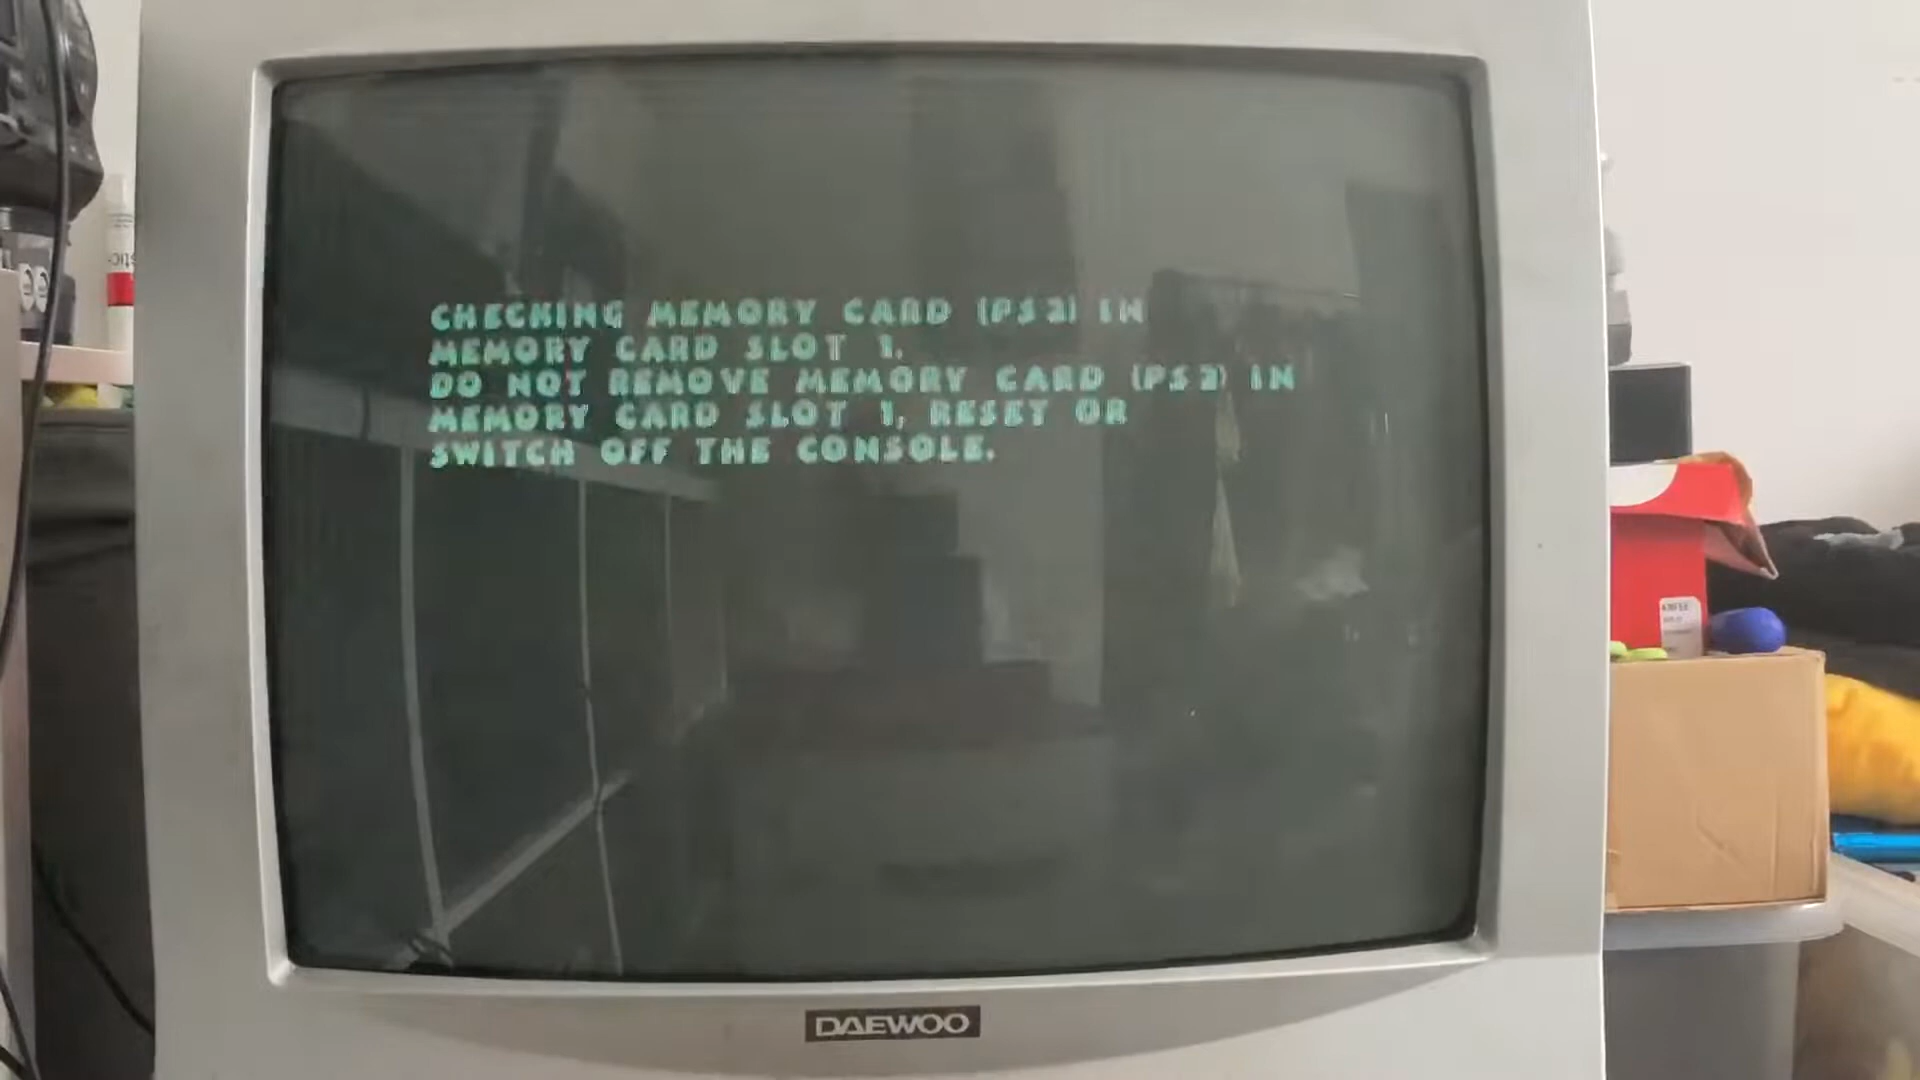 CHECKING MEMORY CARD (PS2) IN
MEMORY CARD SLOT 1.
DO NOT REMOVE MEMORY CARD (PS2) IN
MEMORY CARD SLOT 1, RESET OR
SWITCH OFF THE CONSOLE.
DAEWOO